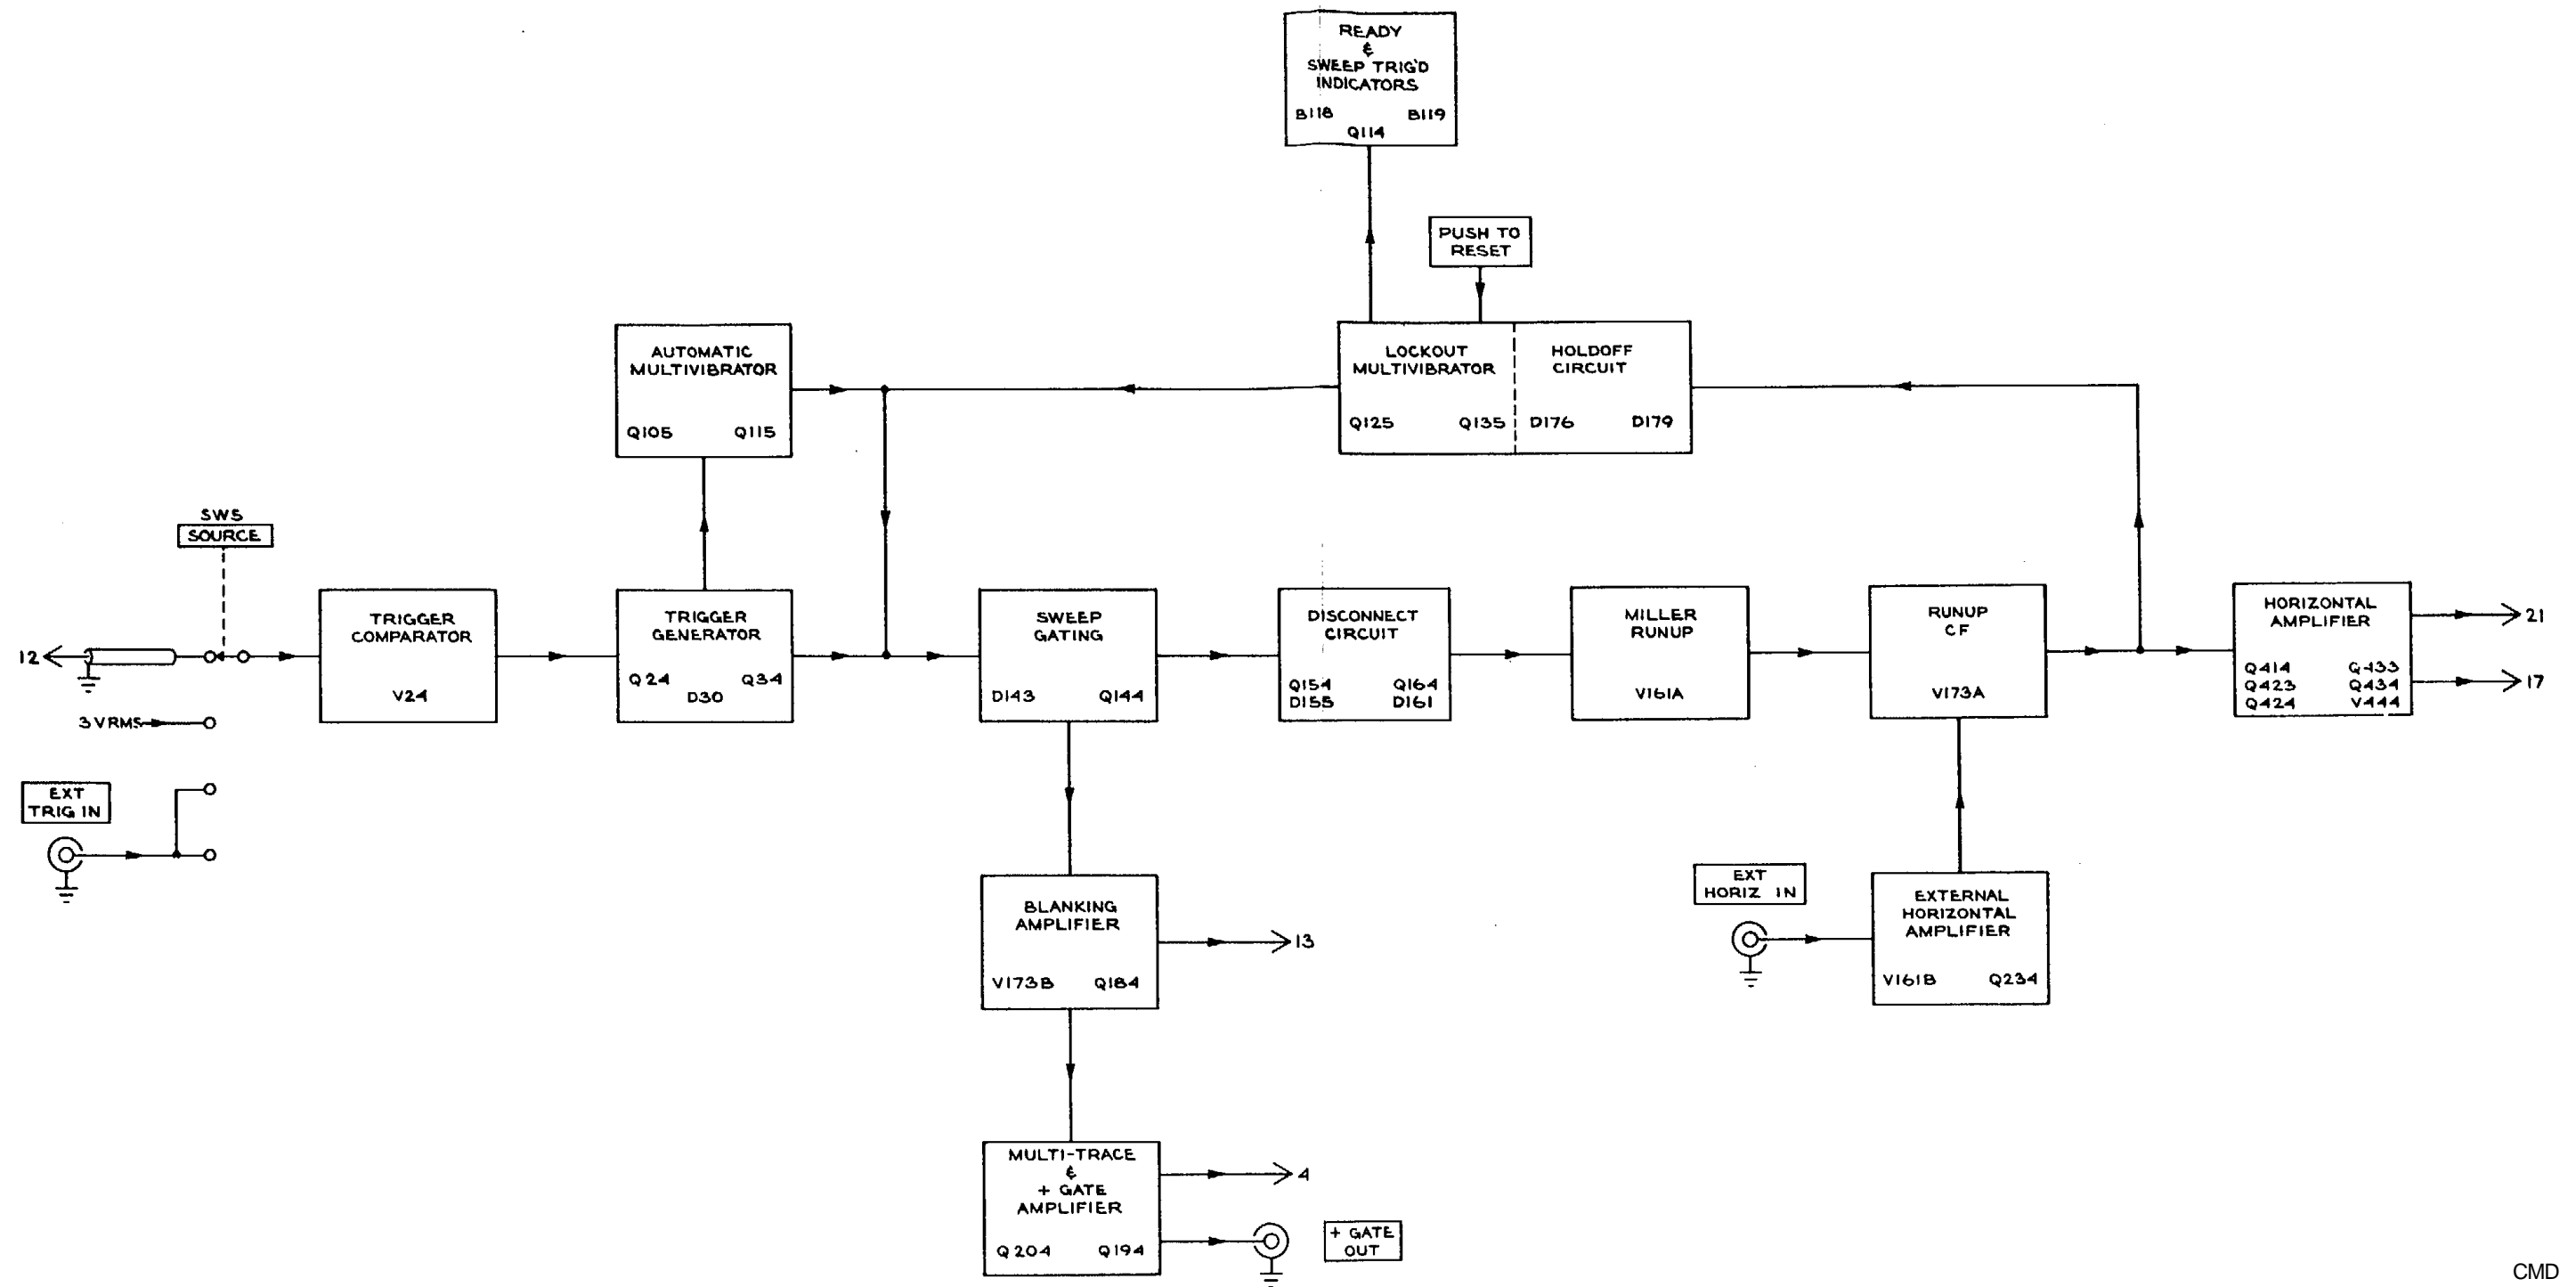 READY
&
SWEEP TRIG'D
INDICATORS
B118 B119
Q114
PUSH TO
RESET
AUTOMATIC
MULTIVIBRATOR
Q105 Q115
LOCKOUT
MULTIVIBRATOR
Q125 Q135
HOLDOFF
CIRCUIT
D176 D179
SW5
SOURCE
12
3 V RMS
EXT
TRIG IN
TRIGGER
COMPARATOR
V24
TRIGGER
GENERATOR
Q24 Q34
D30
SWEEP
GATING
D143 Q144
DISCONNECT
CIRCUIT
Q154 Q164
D155 D161
MILLER
RUNUP
V161A
RUNUP
CF
V173A
HORIZONTAL
AMPLIFIER
Q414 Q433
Q423 Q434
Q424 V444
21
17
BLANKING
AMPLIFIER
V173B Q184
13
EXT
HORIZ IN
EXTERNAL
HORIZONTAL
AMPLIFIER
V161B Q234
MULTI-TRACE
&
+ GATE
AMPLIFIER
Q204 Q194
4
+ GATE
OUT
CMD